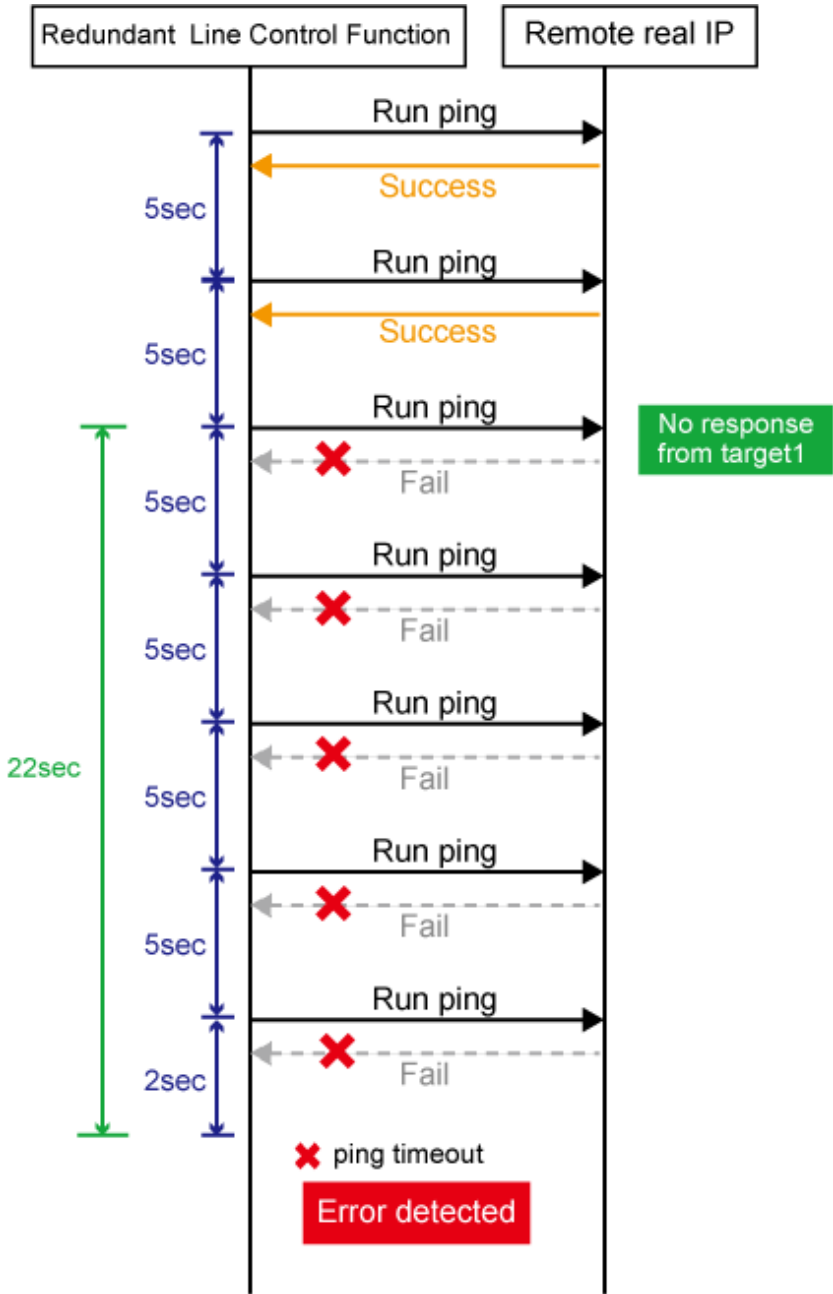 Redundant Line Control Function
Remote real IP
Run ping
Success
5sec
Run ping
Success
5sec
Run ping
No response
from target1
Fail
5sec
Run ping
Fail
5sec
Run ping
22sec
Fail
5sec
Run ping
Fail
5sec
Run ping
Fail
2sec
ping timeout
Error detected